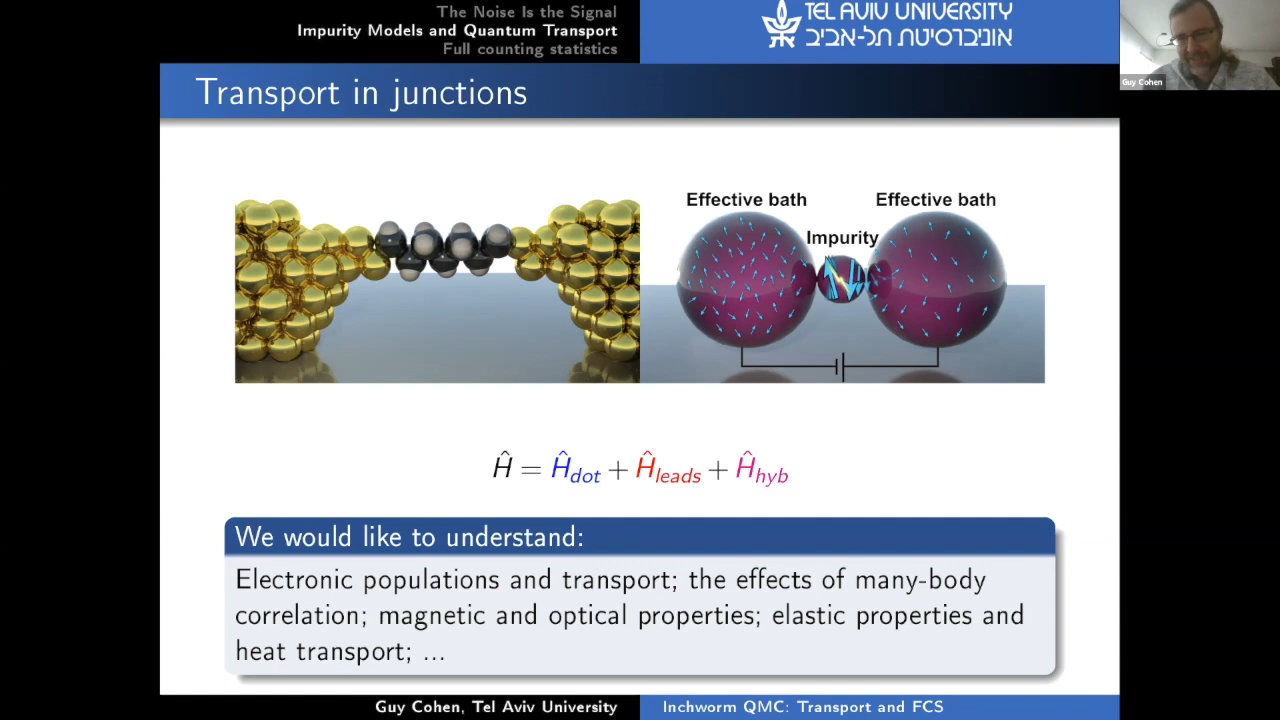 The Noise Is the Signal
Impurity Models and Quantum Transport
Full counting statistics
TEL AVIV UNIVERSITY
אוניברסיטת תל-אביב
Guy Cohen
Transport in junctions
Effective bath
Effective bath
Impurity
Ĥ = Ĥ_dot + Ĥ_leads + Ĥ_hyb
We would like to understand:
Electronic populations and transport; the effects of many-body
correlation; magnetic and optical properties; elastic properties and
heat transport; ...
Guy Cohen, Tel Aviv University
Inchworm QMC: Transport and FCS